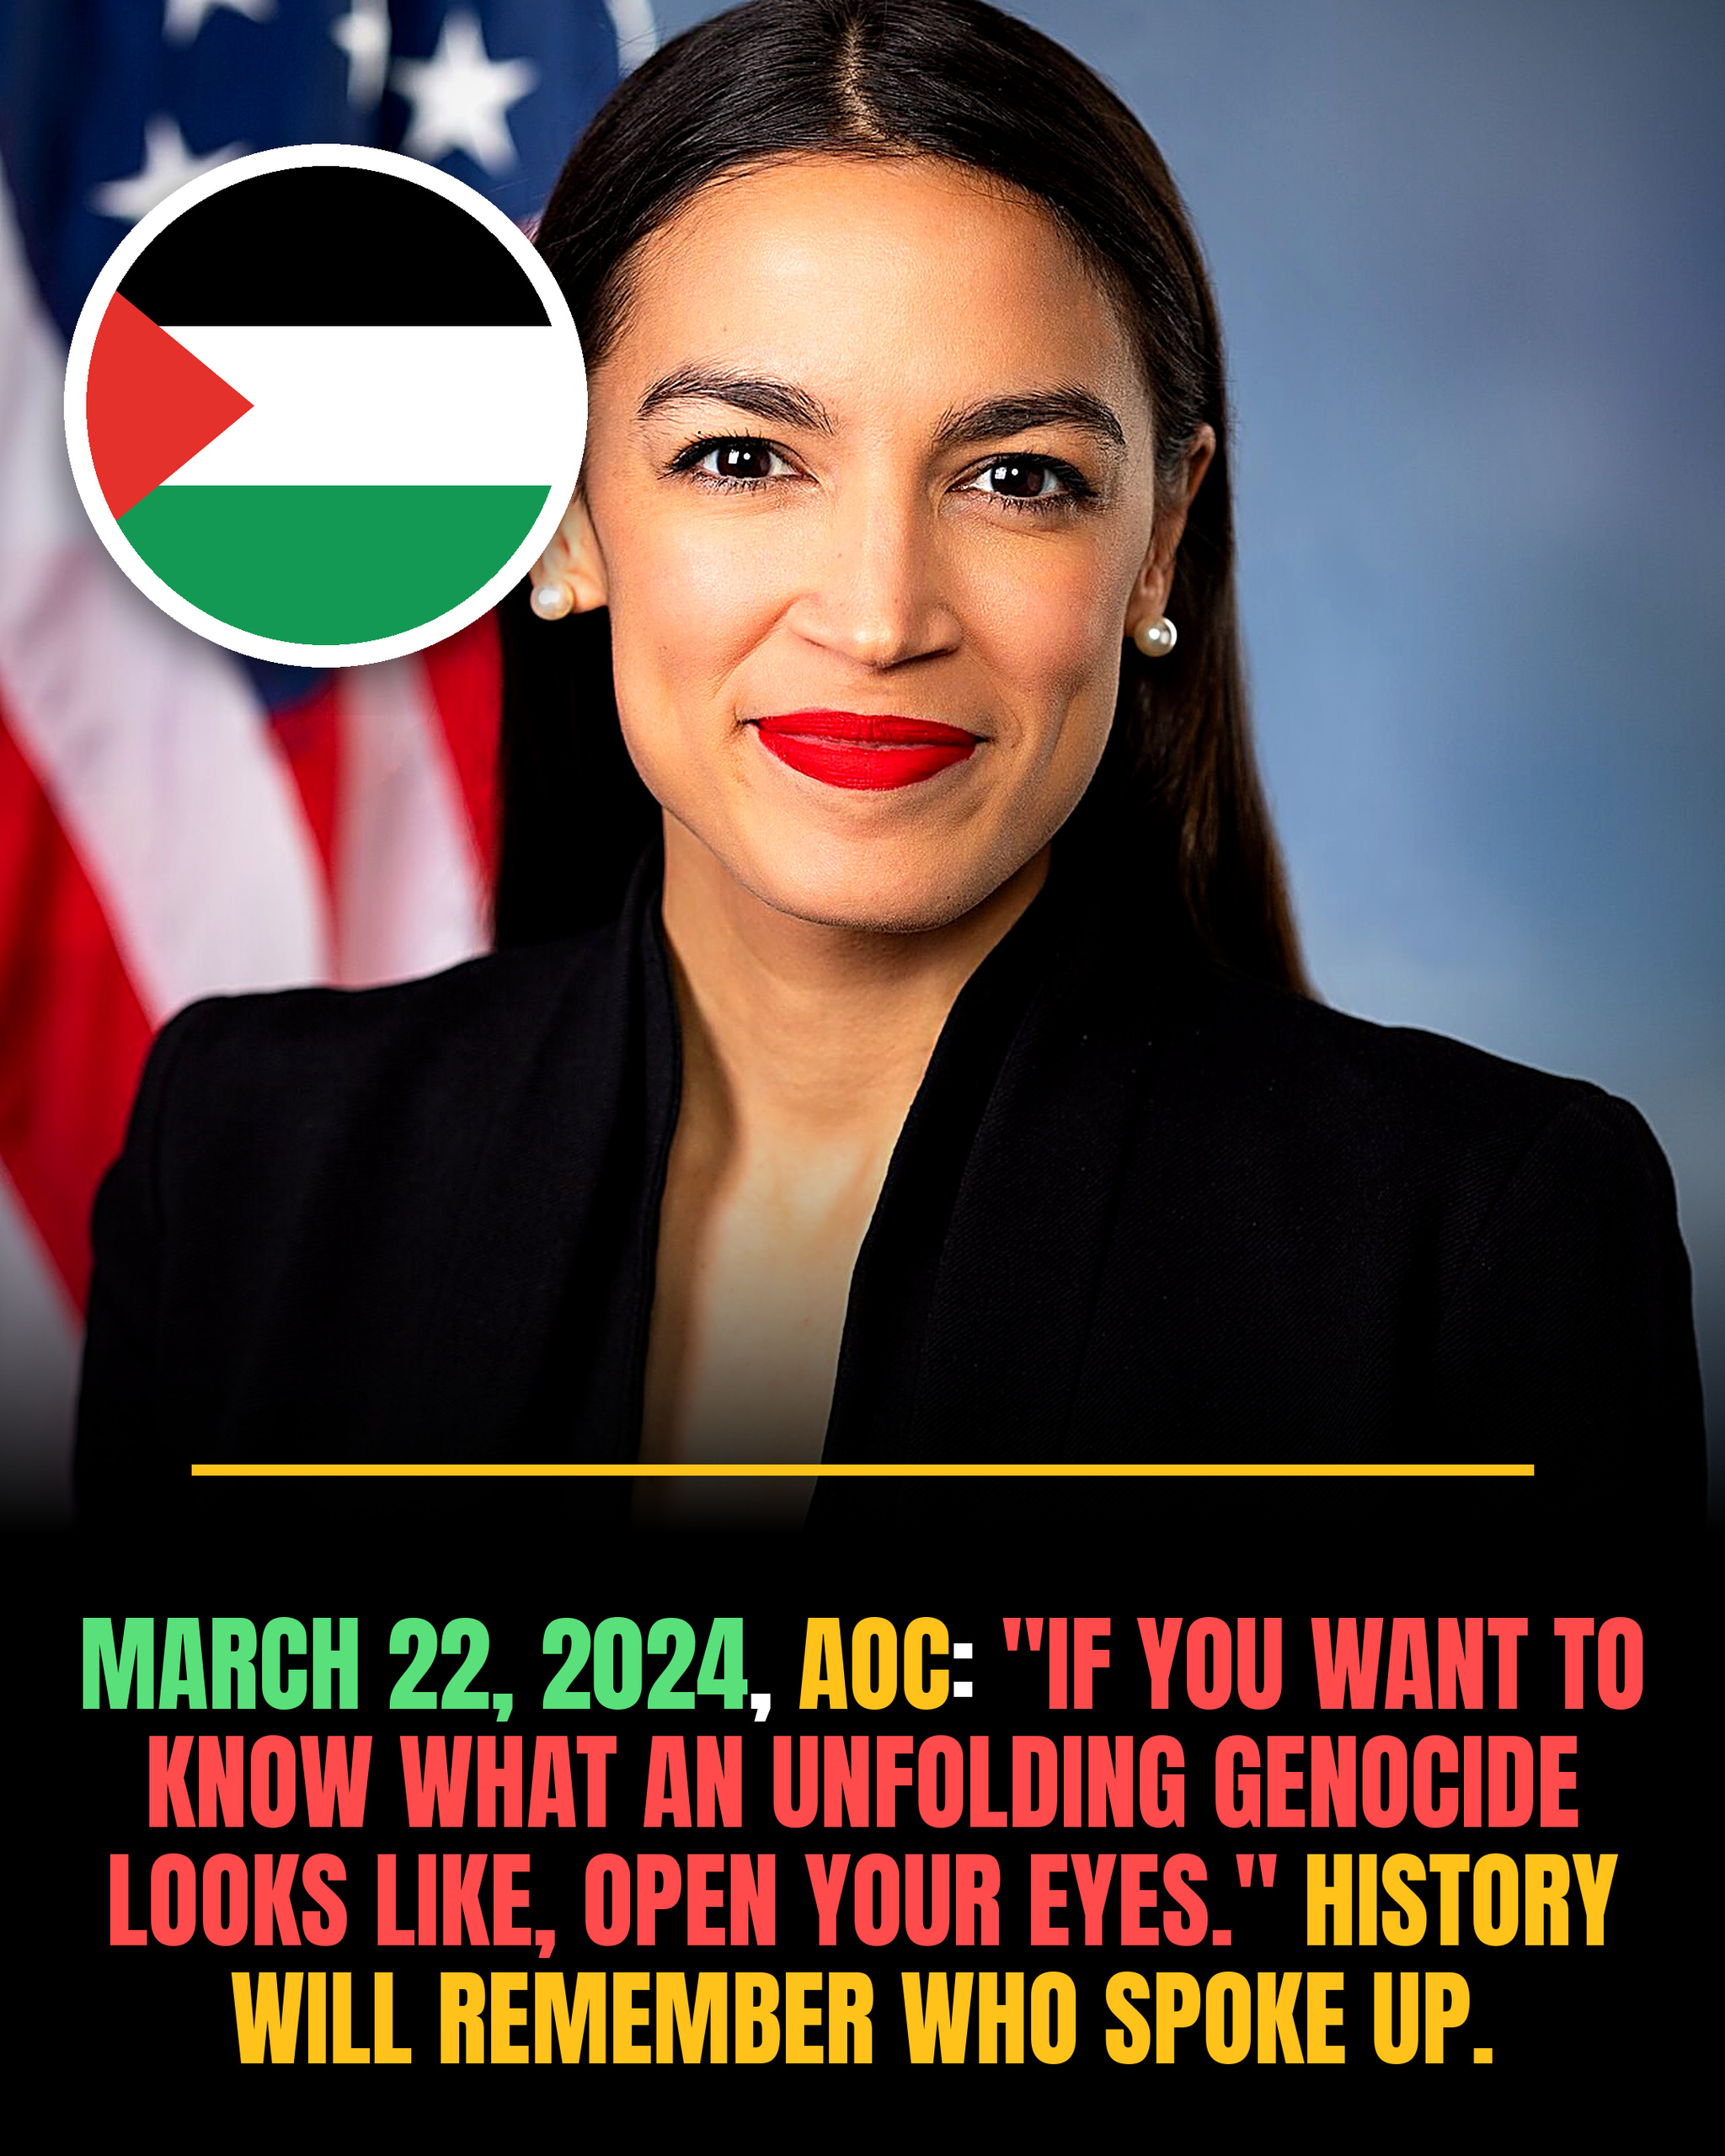 MARCH 22, 2024, AOC: "IF YOU WANT TO
KNOW WHAT AN UNFOLDING GENOCIDE
LOOKS LIKE, OPEN YOUR EYES." HISTORY
WILL REMEMBER WHO SPOKE UP.